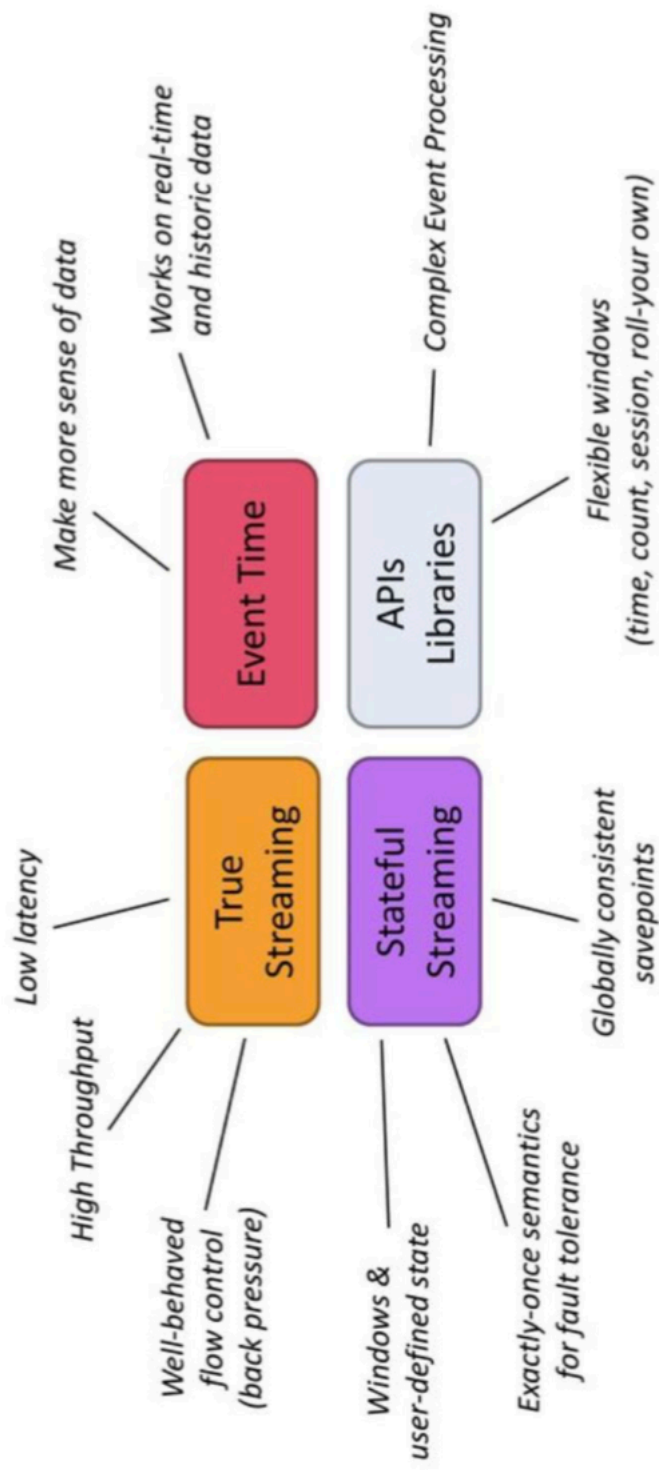 Low latency
High Throughput
Well-behaved
flow control
(back pressure)
True
Streaming
Make more sense of data
Works on real-time
and historic data
Event Time
Windows &
user-defined state
Exactly-once semantics
for fault tolerance
Stateful
Streaming
Globally consistent
savepoints
APIs
Libraries
Complex Event Processing
Flexible windows
(time, count, session, roll-your own)